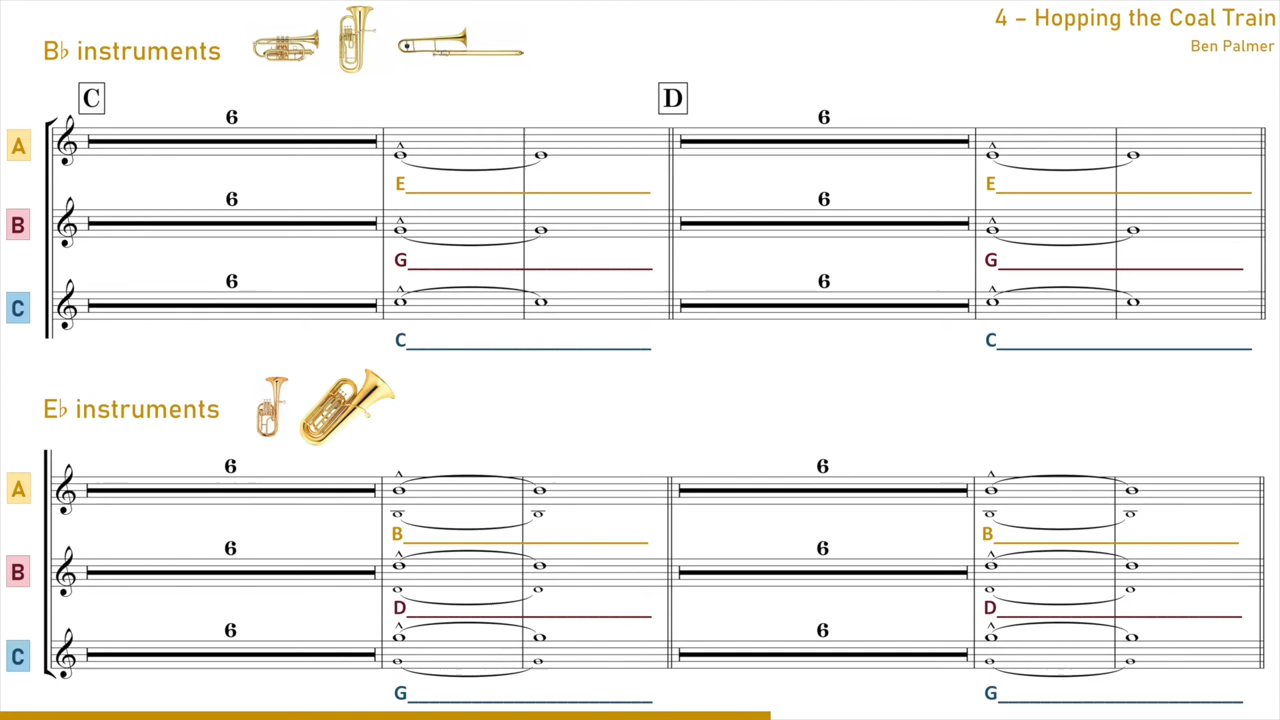 4 – Hopping the Coal Train
Ben Palmer
B♭ instruments
C D
6 6
A
E E
6 6
B
G G
6 6
C
C C
E♭ instruments
6 6
A
B B
6 6
B
D D
6 6
C
G G